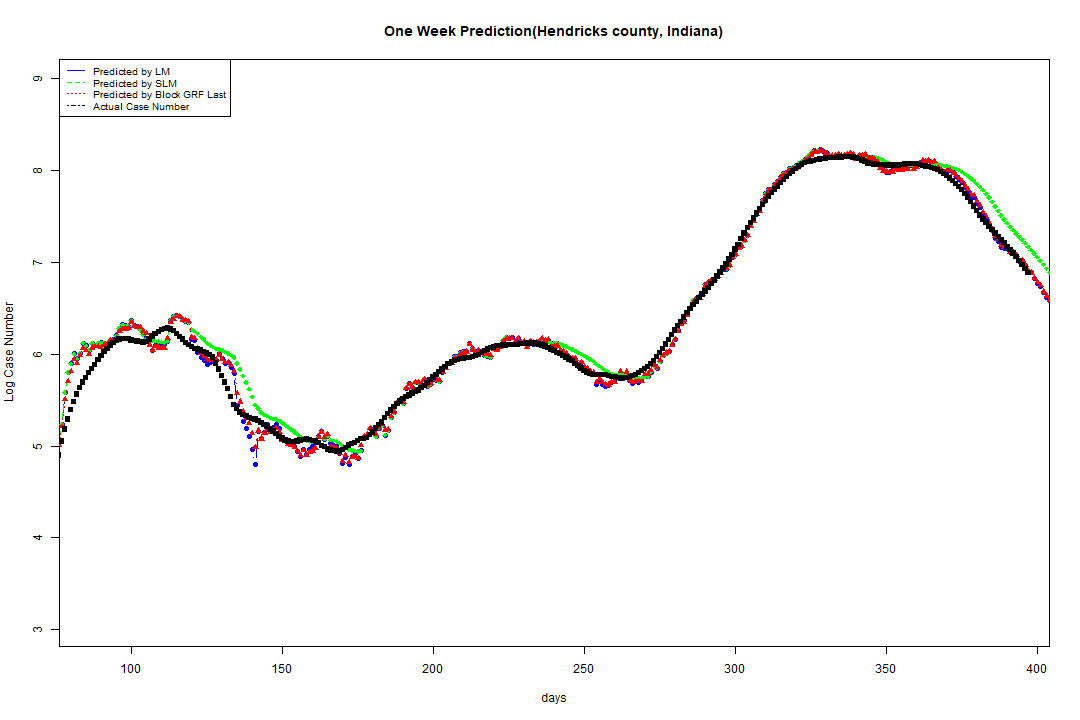 One Week Prediction(Hendricks county, Indiana)
Predicted by LM
Predicted by SLM
Predicted by Block GRF Last
Actual Case Number
Log Case Number
9
8
7
6
5
4
3
100 150 200 250 300 350 400
days